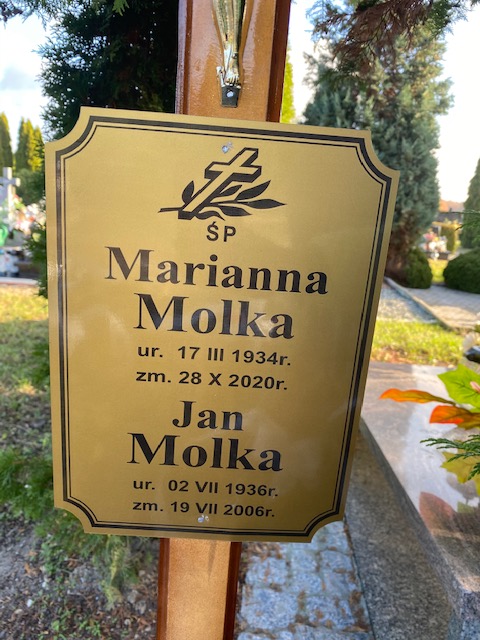 ŚP
Marianna
Molka
ur. 17 III 1934r.
zm. 28 X 2020r.
Jan
Molka
ur. 02 VII 1936r.
zm. 19 VII 2006r.